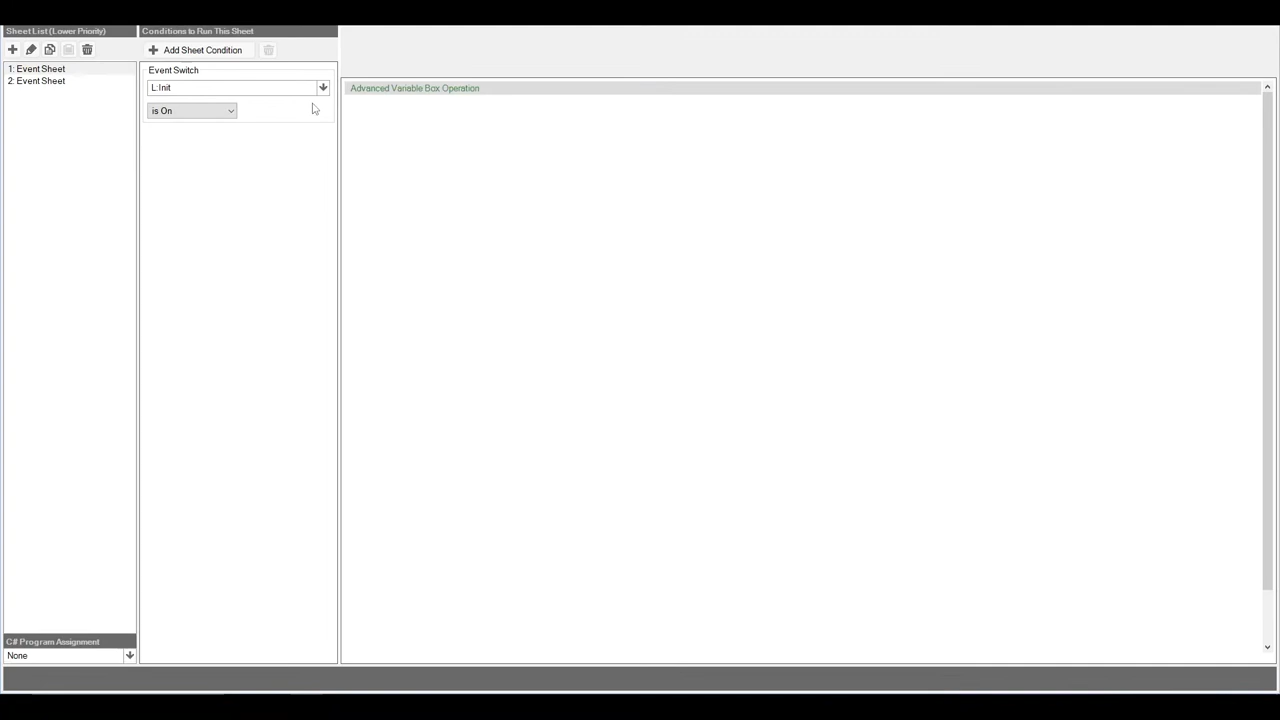 Sheet List (Lower Priority)
Conditions to Run This Sheet
Add Sheet Condition
1: Event Sheet
2: Event Sheet
Event Switch
L:Init
is On
Advanced Variable Box Operation
C# Program Assignment
None